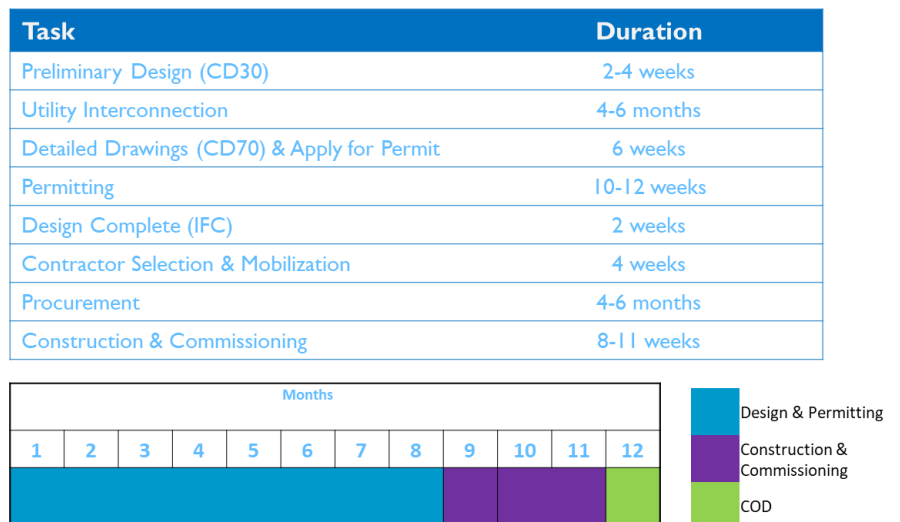 Task Duration
Preliminary Design (CD30) 2-4 weeks
Utility Interconnection 4-6 months
Detailed Drawings (CD70) & Apply for Permit 6 weeks
Permitting 10-12 weeks
Design Complete (IFC) 2 weeks
Contractor Selection & Mobilization 4 weeks
Procurement 4-6 months
Construction & Commissioning 8-11 weeks
Months
1 2 3 4 5 6 7 8 9 10 11 12
Design & Permitting
Construction &
Commissioning
COD